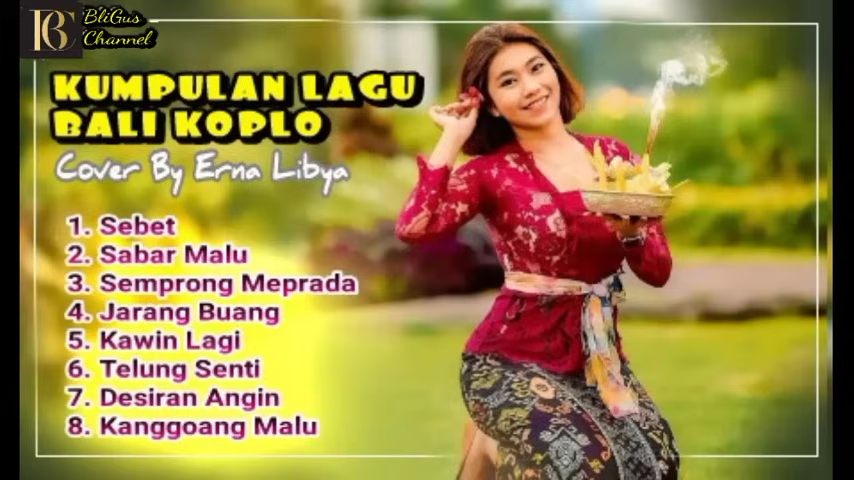 BC
BliGus
Channel
KUMPULAN LAGU
BALI KOPLO
Cover By Erna Libya
1. Sebet
2. Sabar Malu
3. Semprong Meprada
4. Jarang Buang
5. Kawin Lagi
6. Telung Senti
7. Desiran Angin
8. Kanggoang Malu